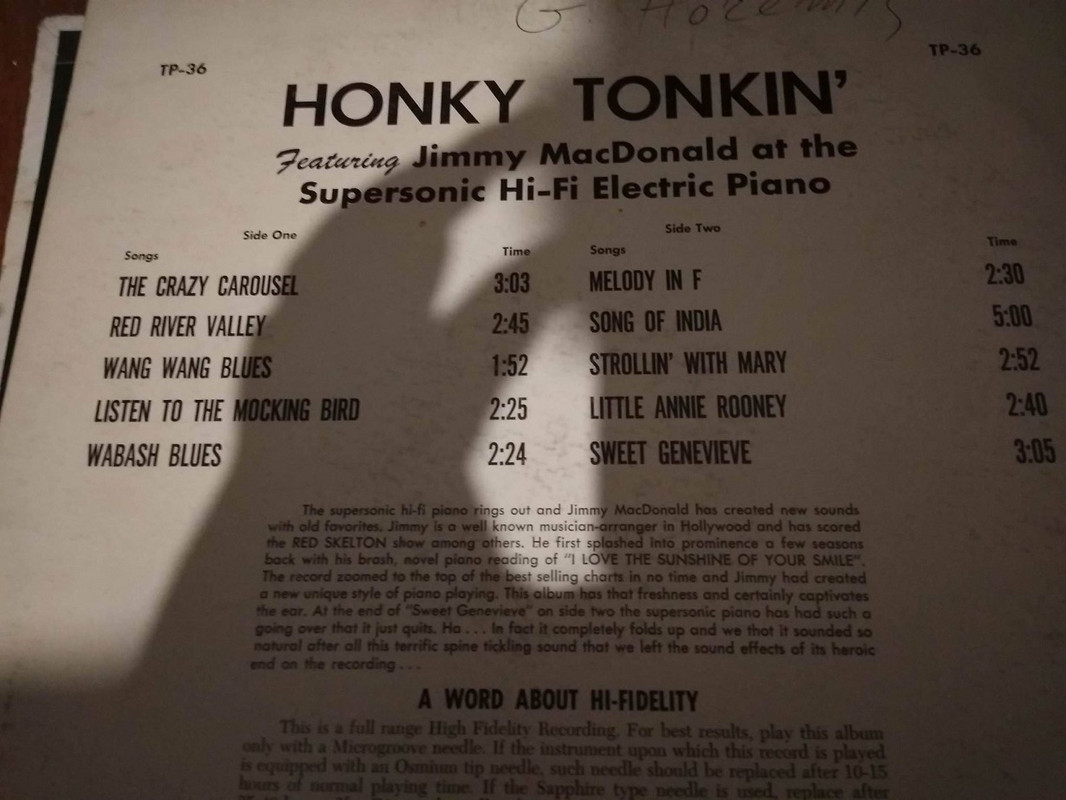 TP-36
TP-36
HONKY TONKIN'
Featuring Jimmy MacDonald at the
Supersonic Hi-Fi Electric Piano
Side One
Songs Time
THE CRAZY CAROUSEL 3:03
RED RIVER VALLEY 2:45
WANG WANG BLUES 1:52
LISTEN TO THE MOCKING BIRD 2:25
WABASH BLUES 2:24
Side Two
Songs Time
MELODY IN F 2:30
SONG OF INDIA 5:00
STROLLIN' WITH MARY 2:52
LITTLE ANNIE ROONEY 2:40
SWEET GENEVIEVE 3:05
The supersonic hi-fi piano rings out and Jimmy MacDonald has created new sounds
with old favorites. Jimmy is a well known musician-arranger in Hollywood and has scored
the RED SKELTON show among others. He first splashed into prominence a few seasons
back with his brash, novel piano reading of "I LOVE THE SUNSHINE OF YOUR SMILE".
The record zoomed to the top of the best selling charts in no time and Jimmy had created
a new unique style of piano playing. This album has that freshness and certainly captivates
the ear. At the end of "Sweet Genevieve" on side two the supersonic piano has had such a
going over that it just quits. Ha . . . In fact it completely folds up and we thot it sounded so
natural after all this terrific spine tickling sound that we left the sound effects of its heroic
end on the recording . . .
A WORD ABOUT HI-FIDELITY
This is a full range High Fidelity Recording. For best results, play this album
only with a Microgroove needle. If the instrument upon which this record is played
is equipped with an Osmium tip needle, such needle should be replaced after 10-15
hours of normal playing time. If the Sapphire type needle is used, replace after